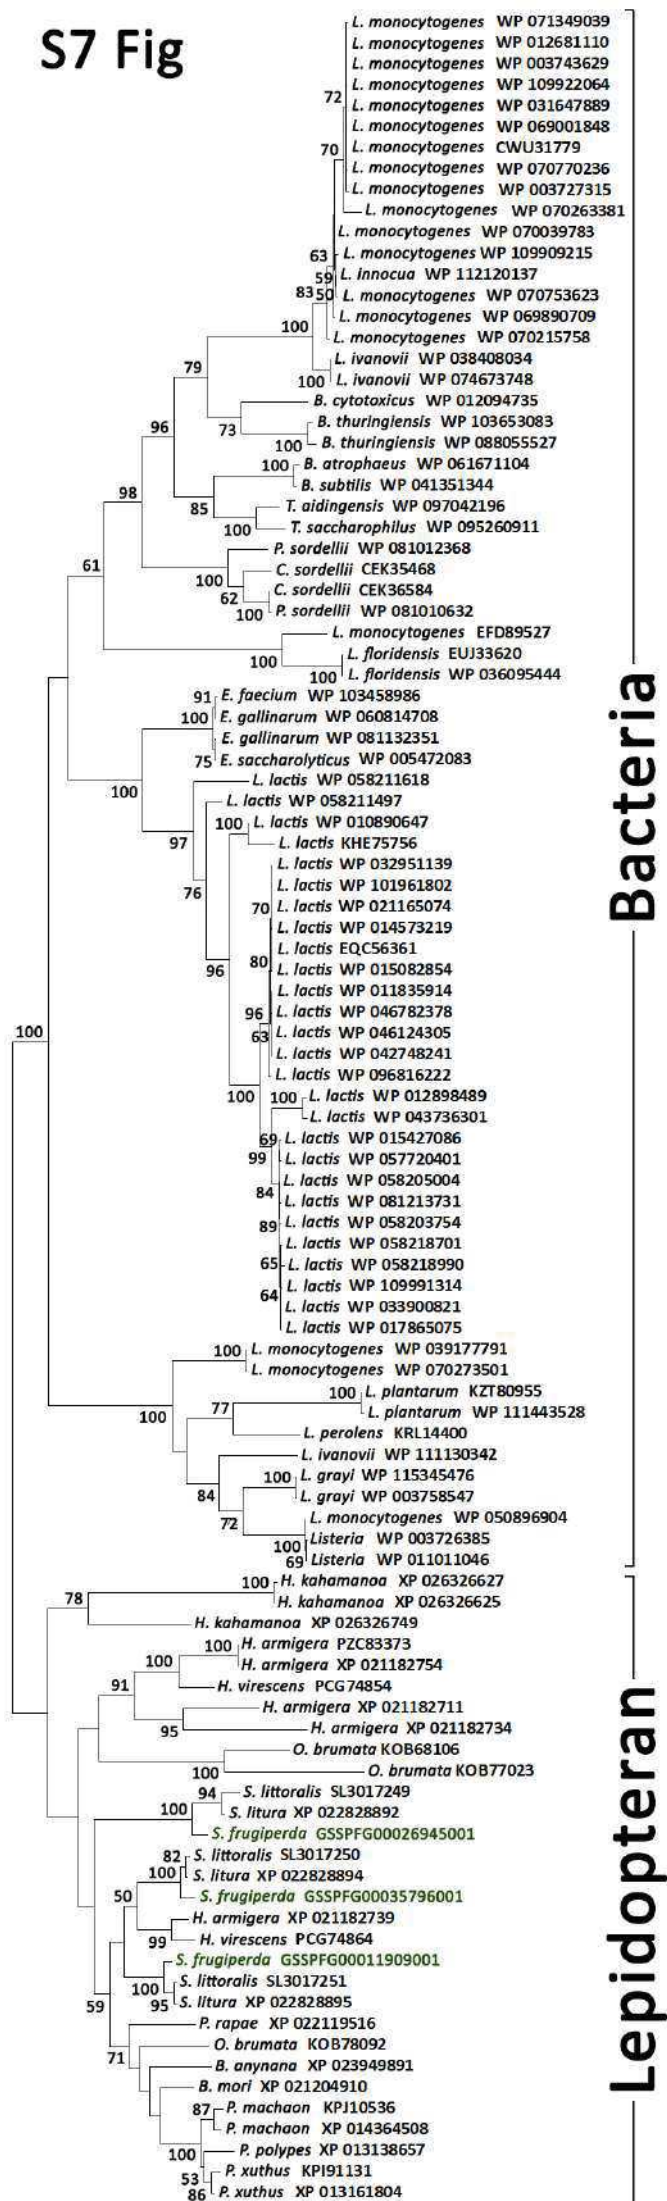 S7 Fig
L. monocytogenes WP 071349039
L. monocytogenes WP 012681110
L. monocytogenes WP 003743629
L. monocytogenes WP 109922064
72
L. monocytogenes WP 031647889
L. monocytogenes WP 069001848
70
L. monocytogenes CWU31779
L. monocytogenes WP 070770236
L. monocytogenes WP 003727315
L. monocytogenes WP 070263381
L. monocytogenes WP 070039783
63
L. monocytogenes WP 109909215
59
L. innocua WP 112120137
83
50
L. monocytogenes WP 070753623
L. monocytogenes WP 069890709
100
L. monocytogenes WP 070215758
L. ivanovii WP 038408034
79
100
L. ivanovii WP 074673748
B. cytotoxicus WP 012094735
96
73
B. thuringiensis WP 103653083
100
B. thuringiensis WP 088055527
100
B. atrophaeus WP 061671104
98
B. subtilis WP 041351344
85
T. aidingensis WP 097042196
100
T. saccharophilus WP 095260911
P. sordellii WP 081012368
61
100
C. sordellii CEK35468
62
C. sordellii CEK36584
100
P. sordellii WP 081010632
L. monocytogenes EFD89527
100
L. floridensis EUJ33620
100
L. floridensis WP 036095444
91
E. faecium WP 103458986
100
E. gallinarum WP 060814708
E. gallinarum WP 081132351
75
E. saccharolyticus WP 005472083
100
L. lactis WP 058211618
L. lactis WP 058211497
97
100
L. lactis WP 010890647
L. lactis KHE75756
76
L. lactis WP 032951139
L. lactis WP 101961802
70
L. lactis WP 021165074
L. lactis WP 014573219
96
80
L. lactis EQC56361
L. lactis WP 015082854
L. lactis WP 011835914
96
L. lactis WP 046782378
63
L. lactis WP 046124305
100
L. lactis WP 042748241
L. lactis WP 096816222
100
100
L. lactis WP 012898489
L. lactis WP 043736301
69
L. lactis WP 015427086
99
L. lactis WP 057720401
84
L. lactis WP 058205004
L. lactis WP 081213731
89
L. lactis WP 058203754
L. lactis WP 058218701
65
L. lactis WP 058218990
64
L. lactis WP 109991314
L. lactis WP 033900821
L. lactis WP 017865075
100
L. monocytogenes WP 039177791
L. monocytogenes WP 070273501
100
100
L. plantarum KZT80955
77
L. plantarum WP 111443528
L. perolens KRL14400
L. ivanovii WP 111130342
84
100
L. grayi WP 115345476
L. grayi WP 003758547
72
L. monocytogenes WP 050896904
100
Listeria WP 003726385
69
Listeria WP 011011046
Bacteria
100
H. kahamanoa XP 026326627
78
H. kahamanoa XP 026326625
H. kahamanoa XP 026326749
100
H. armigera PZC83373
100
H. armigera XP 021182754
91
H. virescens PCG74854
H. armigera XP 021182711
95
H. armigera XP 021182734
O. brumata KOB68106
100
O. brumata KOB77023
94
S. littoralis SL3017249
100
S. litura XP 022828892
S. frugiperda GSSPFG00026945001
82
S. littoralis SL3017250
100
S. litura XP 022828894
50
S. frugiperda GSSPFG00035796001
H. armigera XP 021182739
99
H. virescens PCG74864
S. frugiperda GSSPFG00011909001
100
S. littoralis SL3017251
59
95
S. litura XP 022828895
P. rapae XP 022119516
71
O. brumata KOB78092
B. anynana XP 023949891
B. mori XP 021204910
87
P. machaon KPJ10536
P. machaon XP 014364508
100
P. polypes XP 013138657
53
P. xuthus KPI91131
86
P. xuthus XP 013161804
Lepidopteran